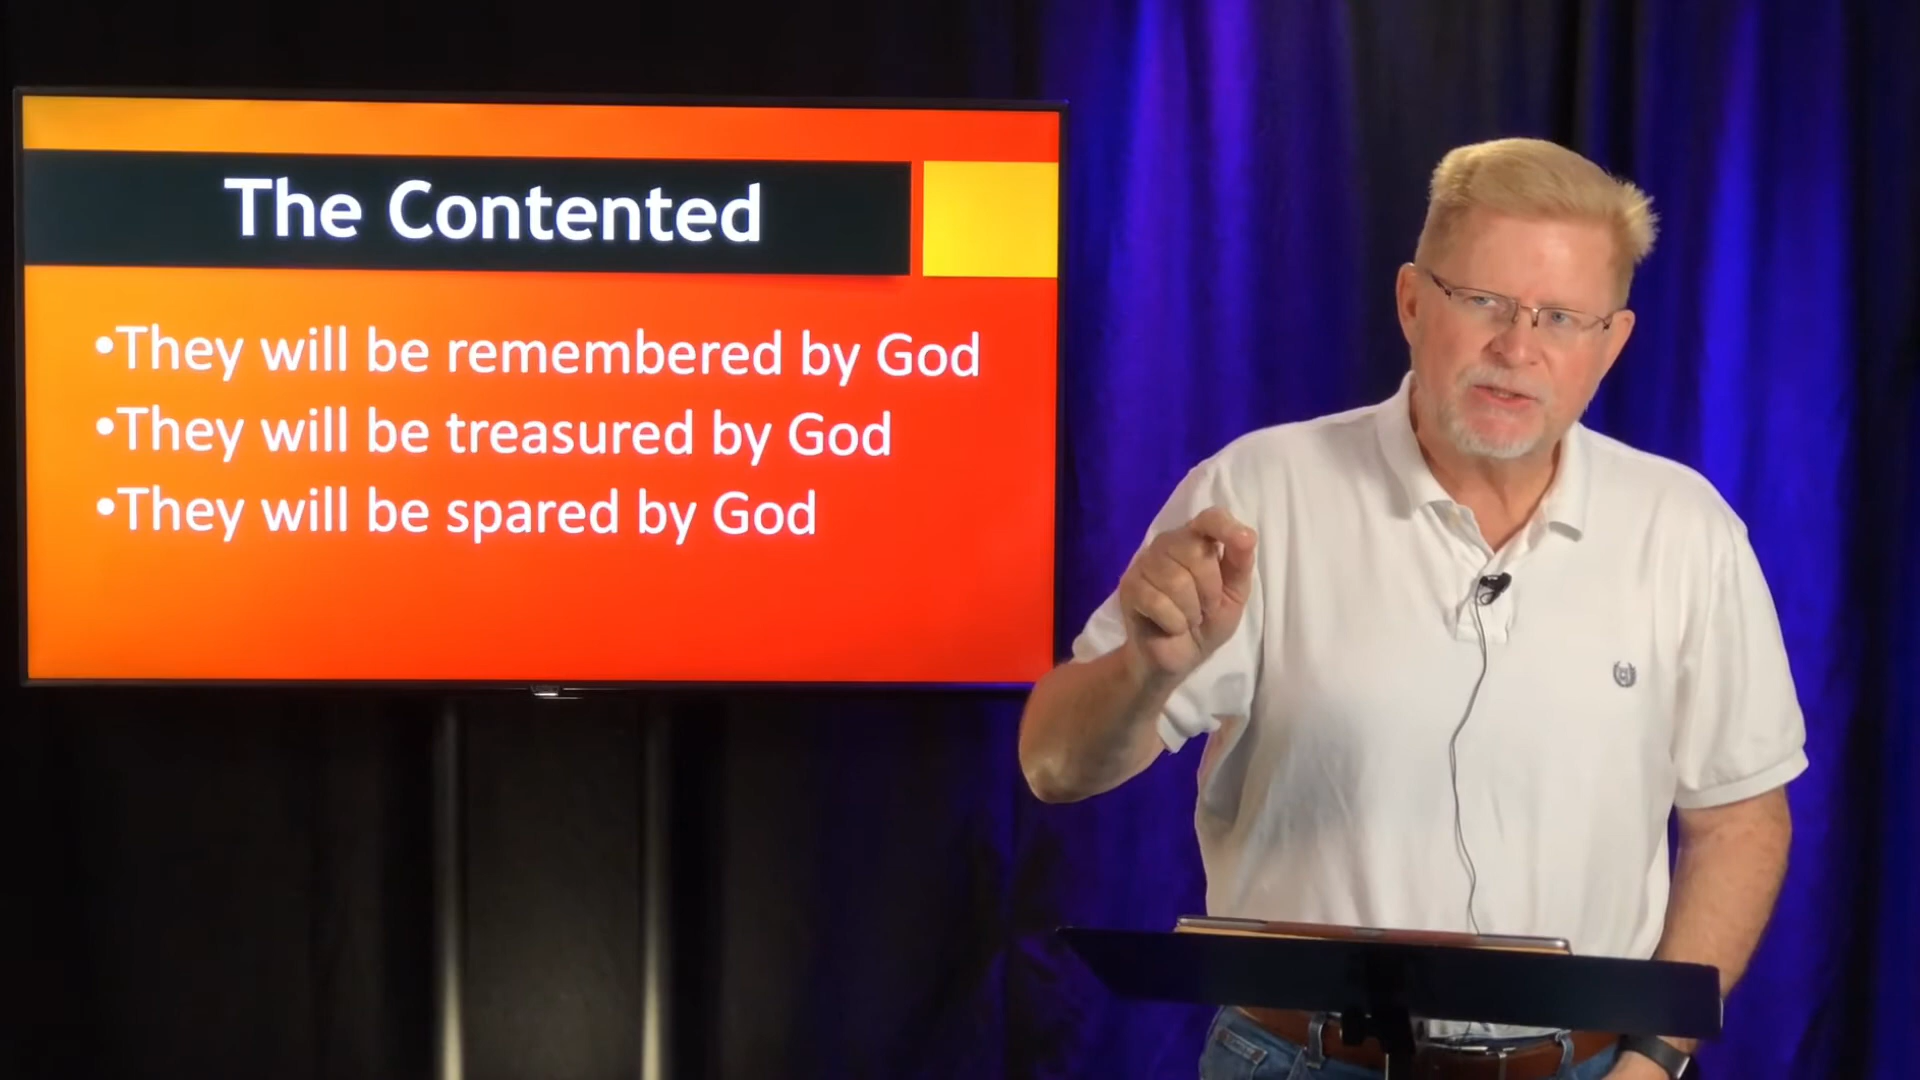 The Contented
•They will be remembered by God
•They will be treasured by God
•They will be spared by God